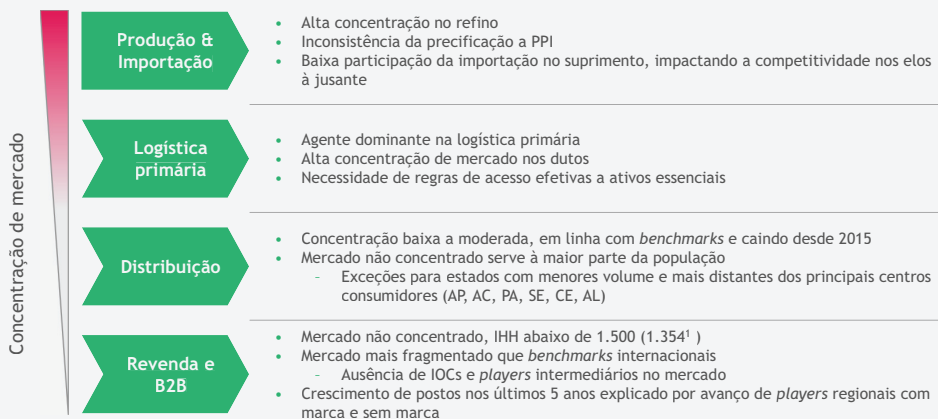 Concentração de mercado
Produção &
Importação
• Alta concentração no refino
• Inconsistência da precificação a PPI
• Baixa participação da importação no suprimento, impactando a competitividade nos elos
à jusante
Logística
primária
• Agente dominante na logística primária
• Alta concentração de mercado nos dutos
• Necessidade de regras de acesso efetivas a ativos essenciais
Distribuição
• Concentração baixa a moderada, em linha com benchmarks e caindo desde 2015
• Mercado não concentrado serve à maior parte da população
- Exceções para estados com menores volume e mais distantes dos principais centros
consumidores (AP, AC, PA, SE, CE, AL)
Revenda e
B2B
• Mercado não concentrado, IHH abaixo de 1.500 (1.354¹ )
• Mercado mais fragmentado que benchmarks internacionais
- Ausência de IOCs e players intermediários no mercado
• Crescimento de postos nos últimos 5 anos explicado por avanço de players regionais com
marca e sem marca